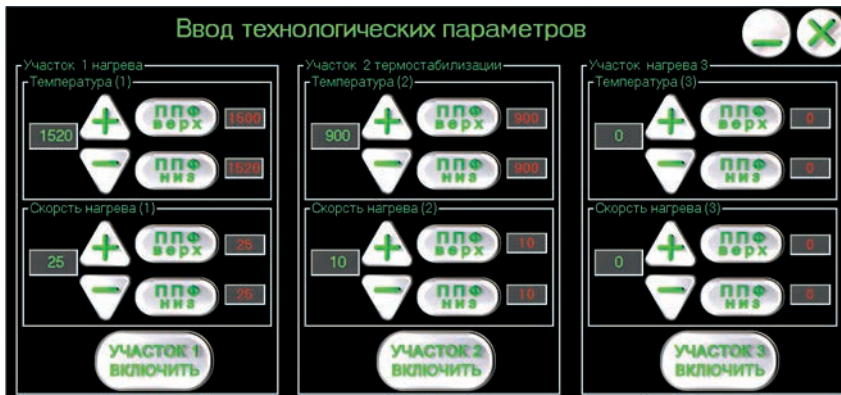 Ввод технологических параметров
Участок 1 нагрева
Температура (1)
1520
ППФ верх
1500
ППФ низ
1520
Скорсть нагрева (1)
25
ППФ верх
25
ППФ низ
25
УЧАСТОК 1
ВКЛЮЧИТЬ
Участок 2 термостабилизации
Температура (2)
900
ППФ верх
900
ППФ низ
900
Скорсть нагрева (2)
10
ППФ верх
10
ППФ низ
10
УЧАСТОК 2
ВКЛЮЧИТЬ
Участок нагрева 3
Температура (3)
0
ППФ верх
0
ППФ низ
0
Скорсть нагрева (3)
0
ППФ верх
0
ППФ низ
0
УЧАСТОК 3
ВКЛЮЧИТЬ